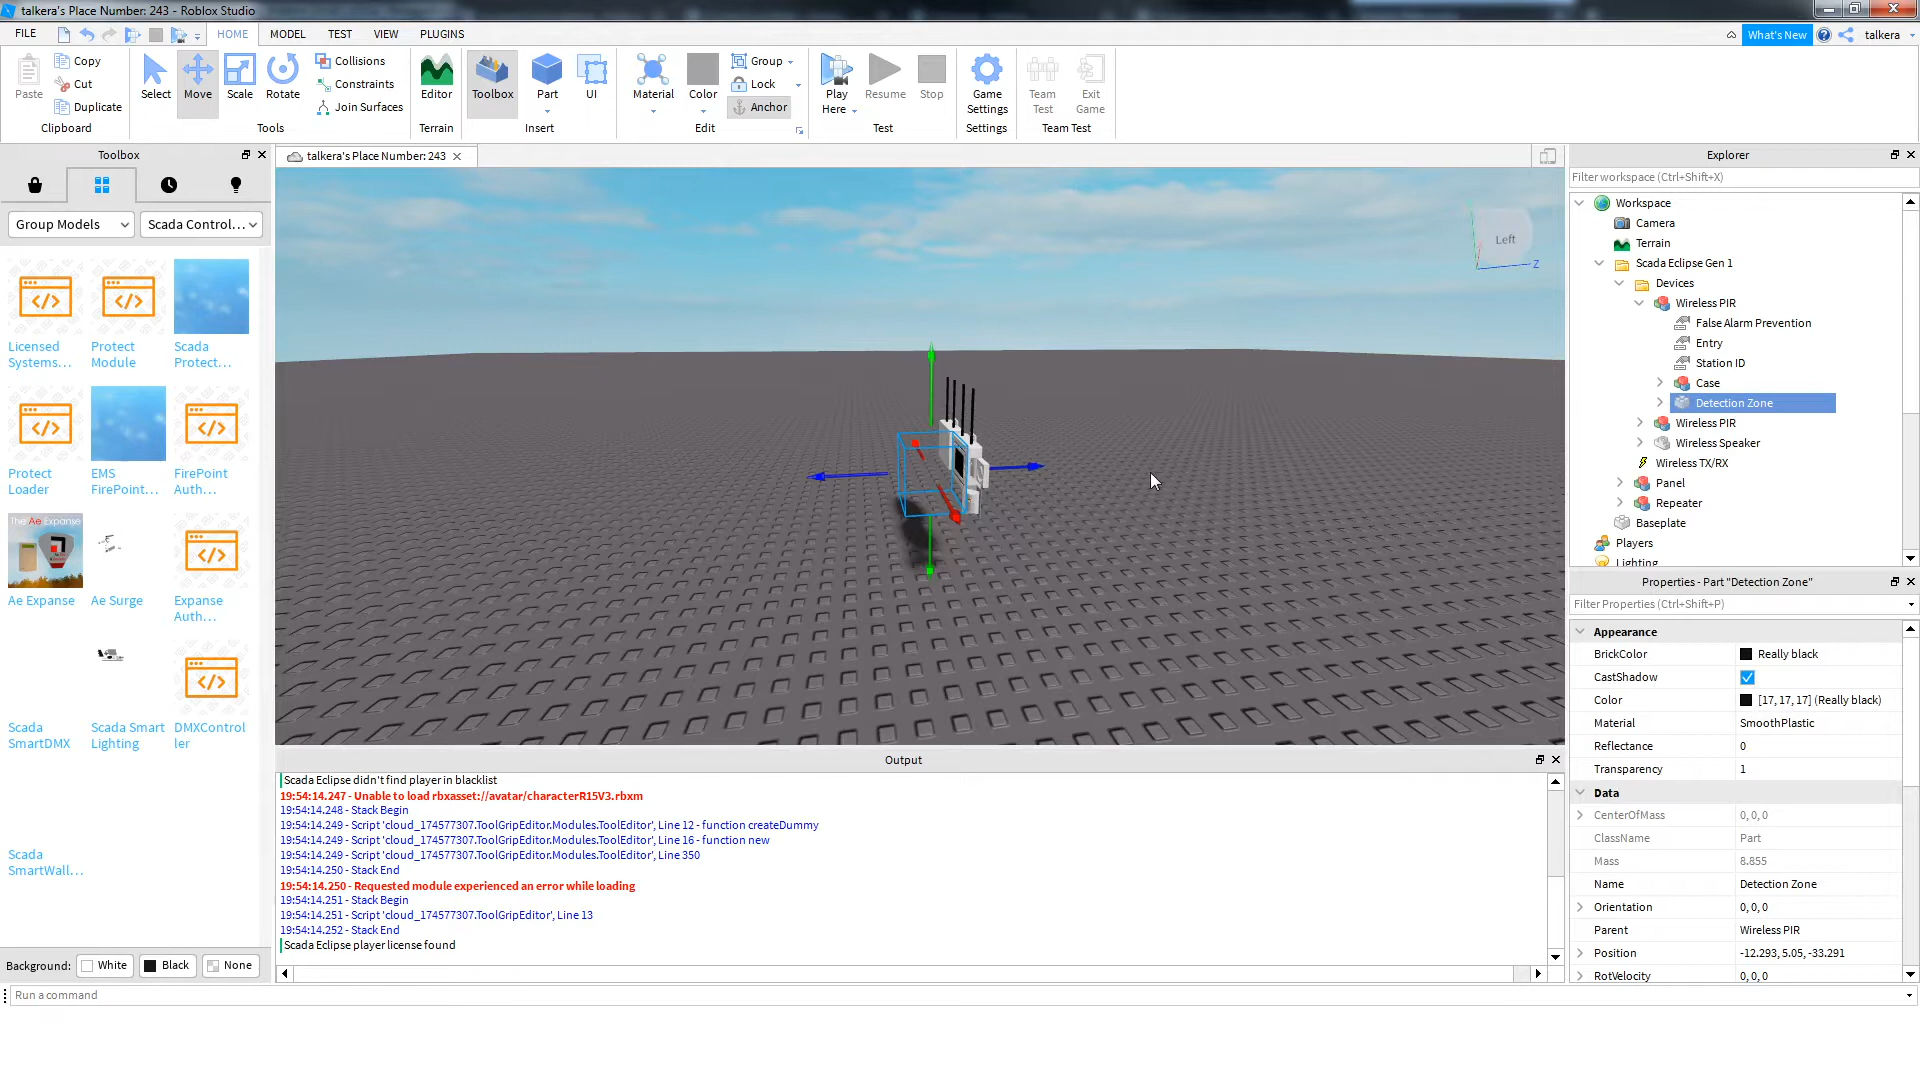 talkera's Place Number: 243 - Roblox Studio
FILE
HOME
MODEL
TEST
VIEW
PLUGINS
What's New
talkera
Paste
Copy
Cut
Duplicate
Clipboard
Select
Move
Scale
Rotate
Collisions
Constraints
Join Surfaces
Tools
Editor
Terrain
Toolbox
Part
UI
Insert
Material
Color
Group
Lock
Anchor
Edit
Play
Here
Resume
Stop
Test
Game
Settings
Settings
Team
Test
Exit
Game
Team Test
Toolbox
Group Models
Scada Control...
Licensed
Systems...
Protect
Module
Scada
Protect...
Protect
Loader
EMS
FirePoint...
FirePoint
Auth...
The Ae Expanse
Ae Expanse
Ae Surge
Expanse
Auth...
Scada
SmartDMX
Scada Smart
Lighting
DMXControl
ler
Scada
SmartWall...
Background:
White
Black
None
talkera's Place Number: 243
Left
Z
Output
Scada Eclipse didn't find player in blacklist
19:54:14.247 - Unable to load rbxasset://avatar/characterR15V3.rbxm
19:54:14.248 - Stack Begin
19:54:14.249 - Script 'cloud_174577307.ToolGripEditor.Modules.ToolEditor', Line 12 - function createDummy
19:54:14.249 - Script 'cloud_174577307.ToolGripEditor.Modules.ToolEditor', Line 16 - function new
19:54:14.249 - Script 'cloud_174577307.ToolGripEditor.Modules.ToolEditor', Line 350
19:54:14.250 - Stack End
19:54:14.250 - Requested module experienced an error while loading
19:54:14.251 - Stack Begin
19:54:14.251 - Script 'cloud_174577307.ToolGripEditor', Line 13
19:54:14.252 - Stack End
Scada Eclipse player license found
Run a command
Explorer
Filter workspace (Ctrl+Shift+X)
Workspace
Camera
Terrain
Scada Eclipse Gen 1
Devices
Wireless PIR
False Alarm Prevention
Entry
Station ID
Case
Detection Zone
Wireless PIR
Wireless Speaker
Wireless TX/RX
Panel
Repeater
Baseplate
Players
Lighting
Properties - Part "Detection Zone"
Filter Properties (Ctrl+Shift+P)
Appearance
BrickColor Really black
CastShadow
Color [17, 17, 17] (Really black)
Material SmoothPlastic
Reflectance 0
Transparency 1
Data
CenterOfMass 0, 0, 0
ClassName Part
Mass 8.855
Name Detection Zone
Orientation 0, 0, 0
Parent Wireless PIR
Position -12.293, 5.05, -33.291
RotVelocity 0, 0, 0